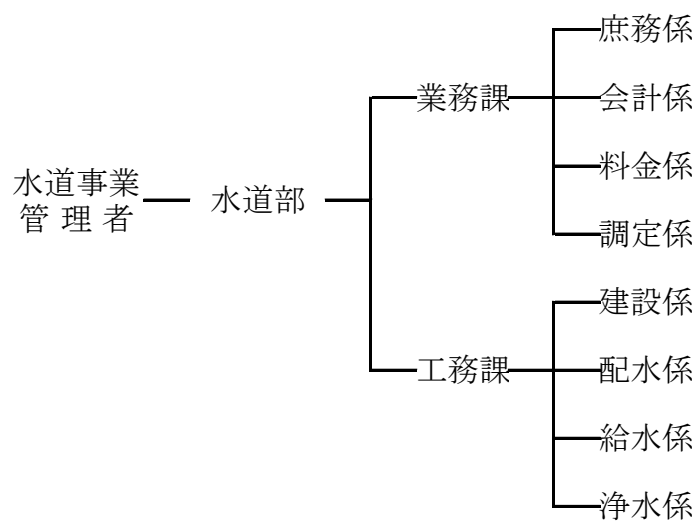 水道事業
管理者
水道部
業務課
庶務係
会計係
料金係
調定係
工務課
建設係
配水係
給水係
浄水係